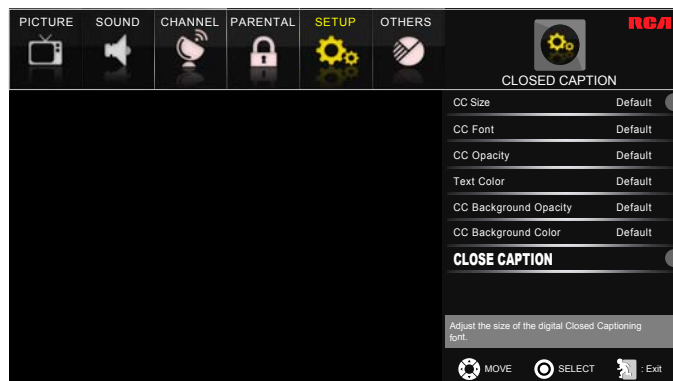 PICTURE SOUND CHANNEL PARENTAL SETUP OTHERS
RCA
CLOSED CAPTION
CC Size Default
CC Font Default
CC Opacity Default
Text Color Default
CC Background Opacity Default
CC Background Color Default
CLOSE CAPTION
Adjust the size of the digital Closed Captioning
font.
MOVE SELECT : Exit